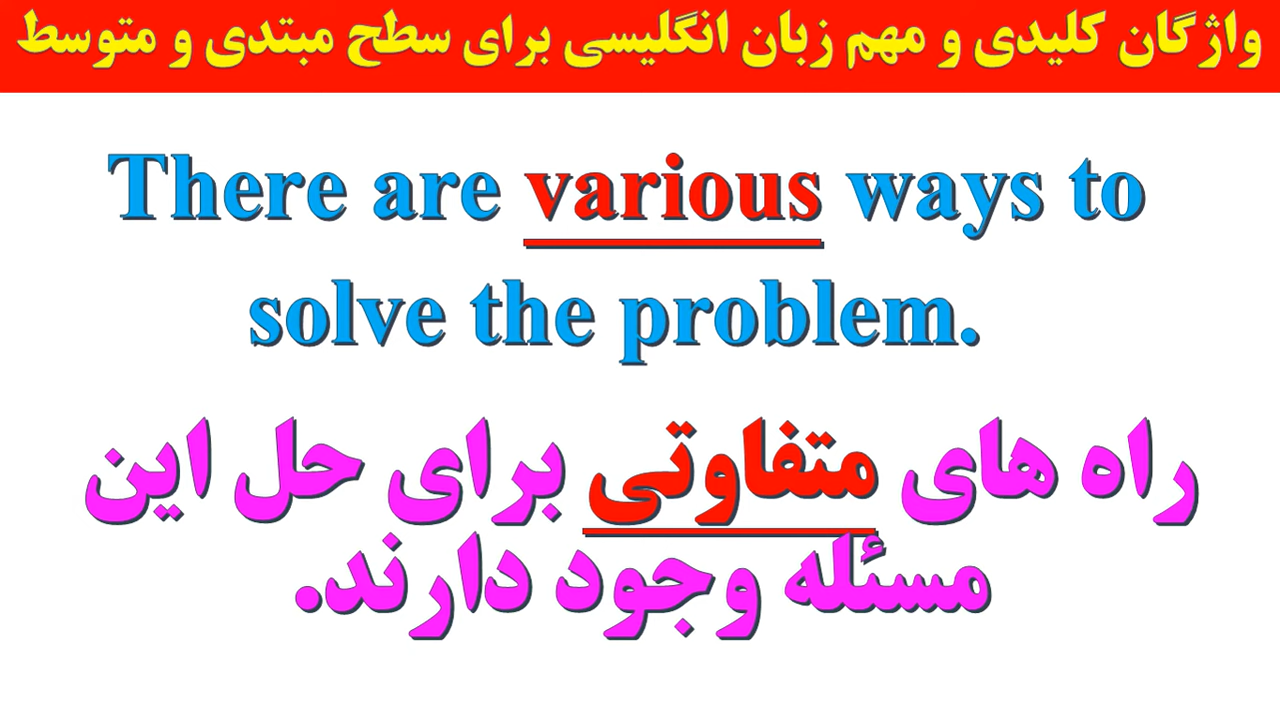 واژگان کلیدی و مهم زبان انگلیسی برای سطح مبتدی و متوسط
There are various ways to
solve the problem.
راه های متفاوتی برای حل این
مسئله وجود دارند.